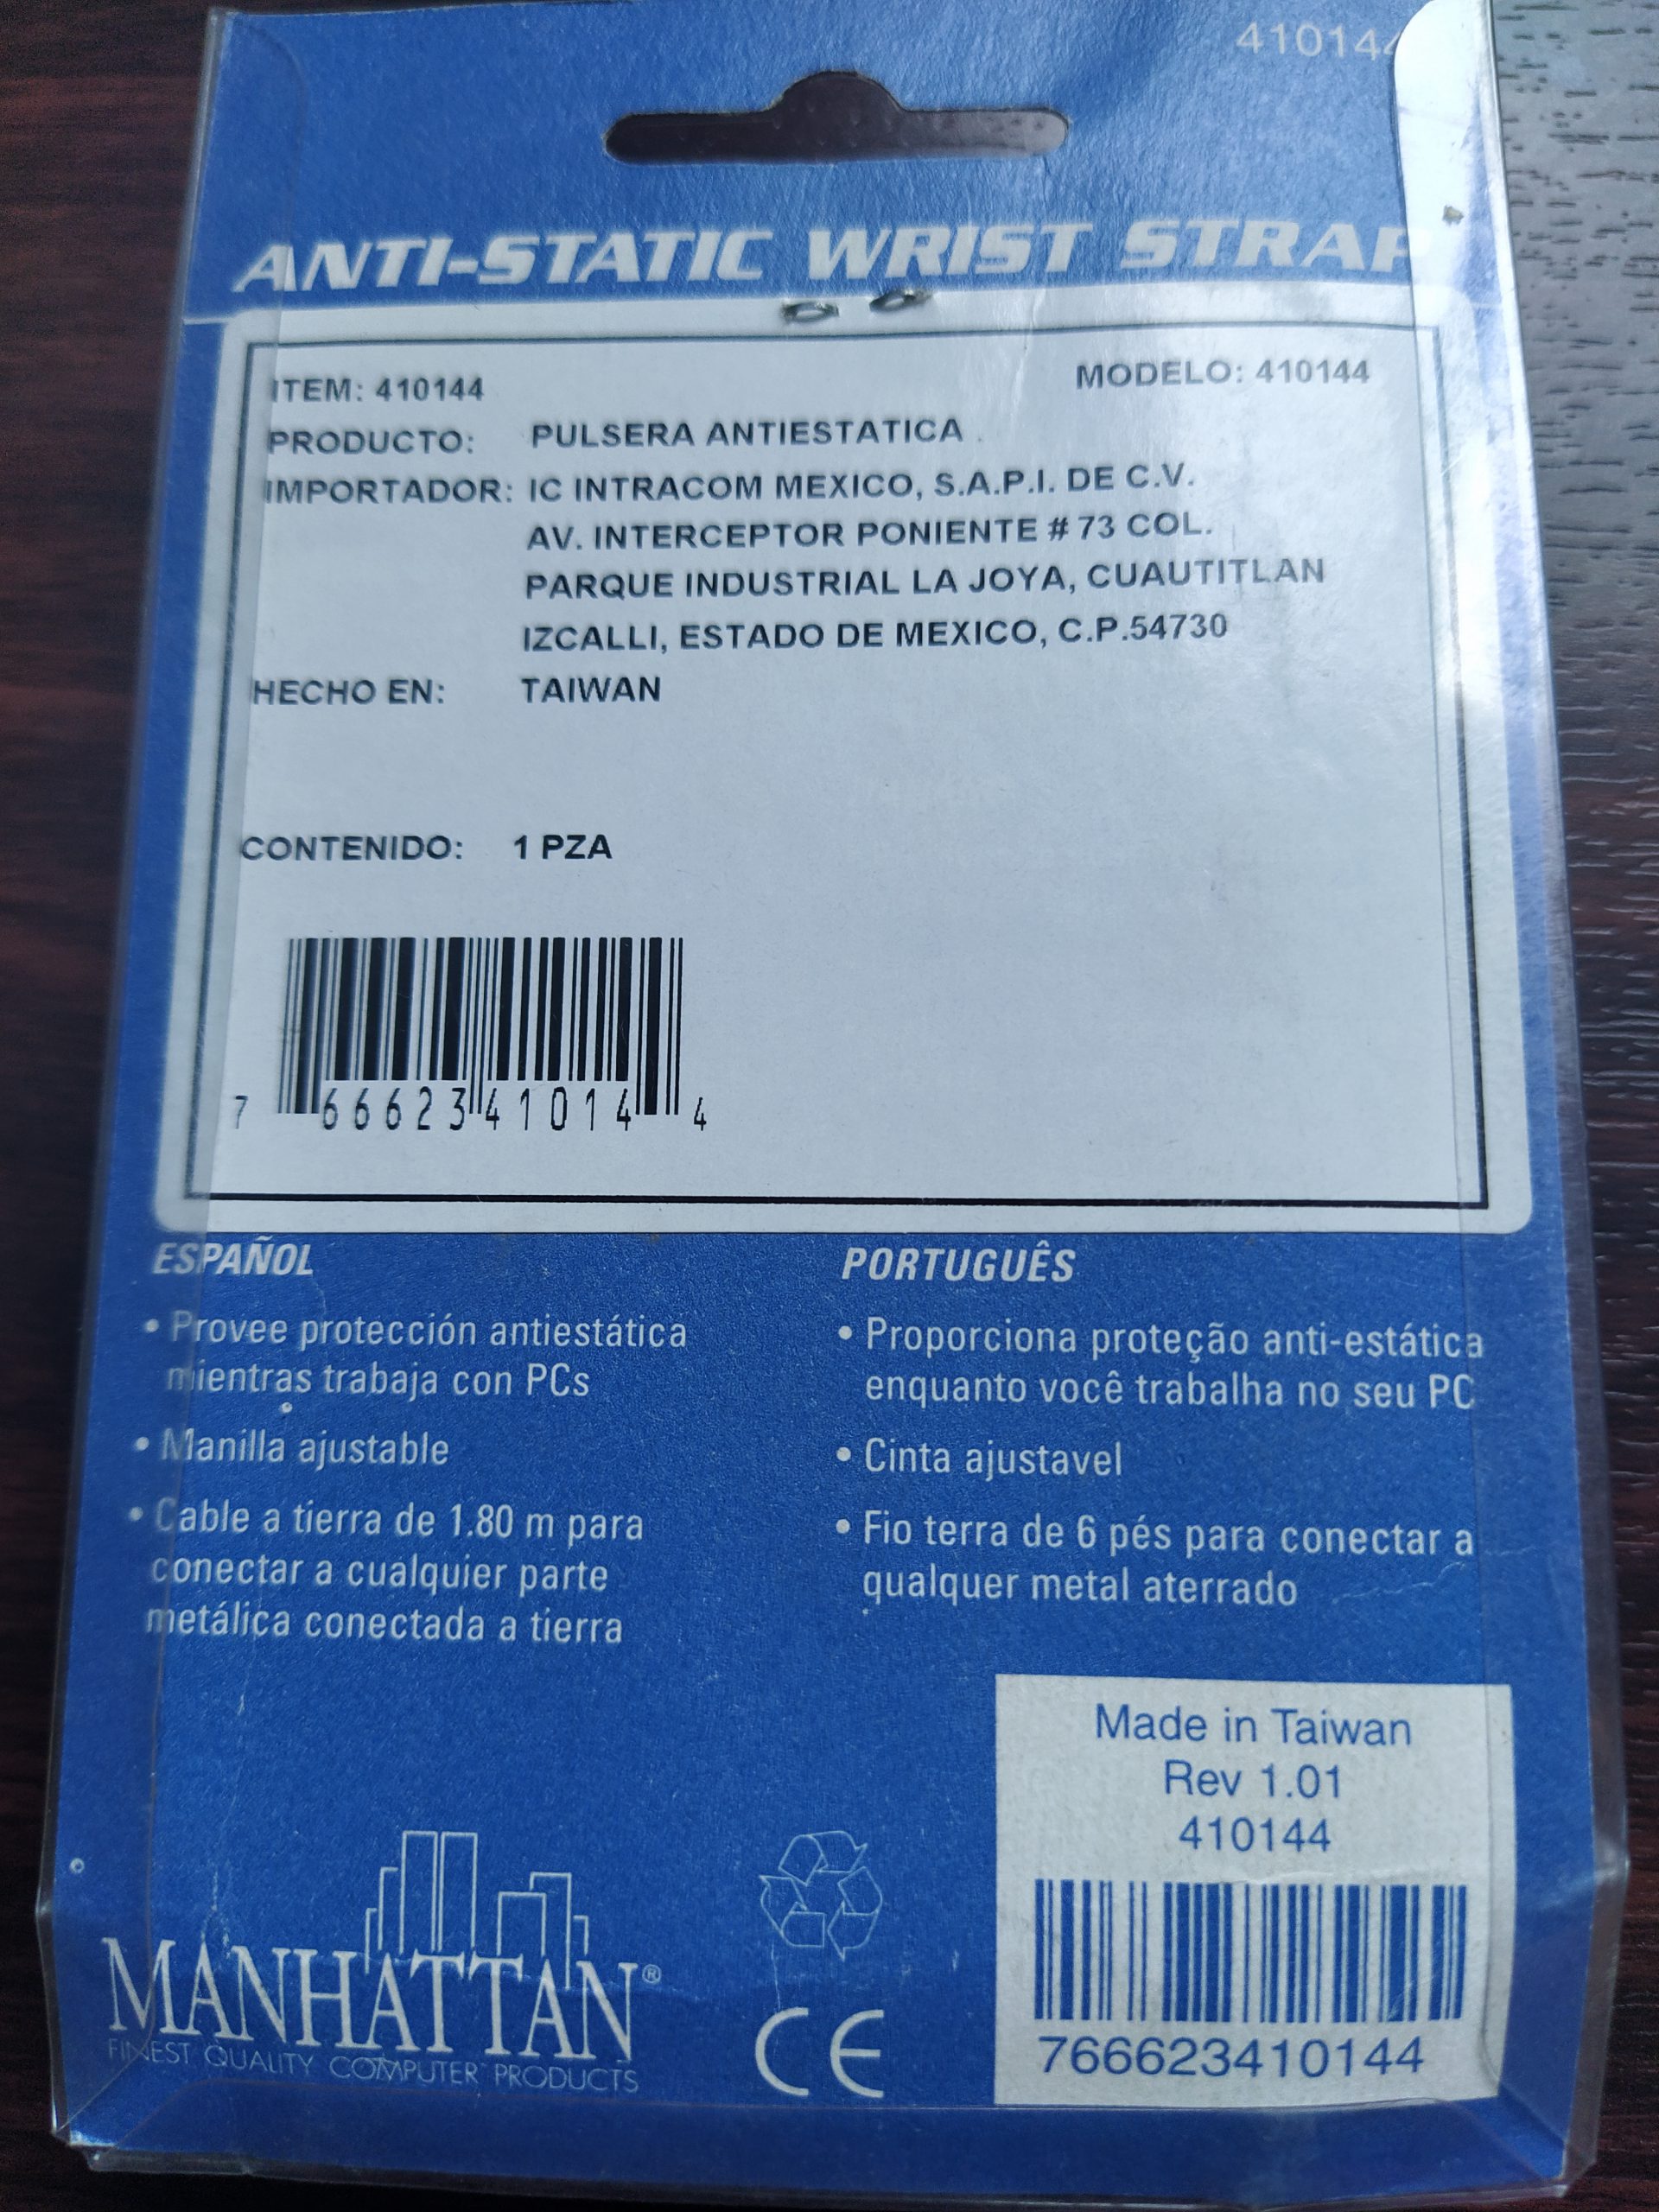 410144
ANTI-STATIC WRIST STRAP
ITEM: 410144 MODELO: 410144
PRODUCTO: PULSERA ANTIESTATICA
IMPORTADOR: IC INTRACOM MEXICO, S.A.P.I. DE C.V.
AV. INTERCEPTOR PONIENTE # 73 COL.
PARQUE INDUSTRIAL LA JOYA, CUAUTITLAN
IZCALLI, ESTADO DE MEXICO, C.P.54730
HECHO EN: TAIWAN
CONTENIDO: 1 PZA
7 66623 41014 4
ESPAÑOL
• Provee protección antiestática
mientras trabaja con PCs
• Manilla ajustable
• Cable a tierra de 1.80 m para
conectar a cualquier parte
metálica conectada a tierra
PORTUGUÊS
• Proporciona proteção anti-estática
enquanto você trabalha no seu PC
• Cinta ajustavel
• Fio terra de 6 pés para conectar a
qualquer metal aterrado
Made in Taiwan
Rev 1.01
410144
766623410144
MANHATTAN®
FINEST QUALITY COMPUTER PRODUCTS
CE